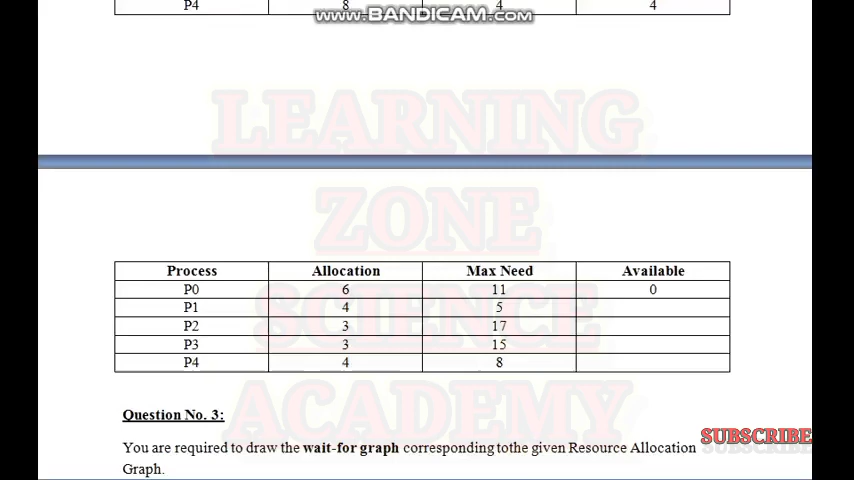 P4 8 4 4
www.BANDICAM.com
LEARNING
ZONE
Process Allocation Max Need Available
P0 6 11 0
P1 4 5
SCIENCE
P2 3 17
P3 3 15
P4 4 8
ACADEMY
Question No. 3:
SUBSCRIBE
You are required to draw the wait-for graph corresponding tothe given Resource Allocation
Graph.